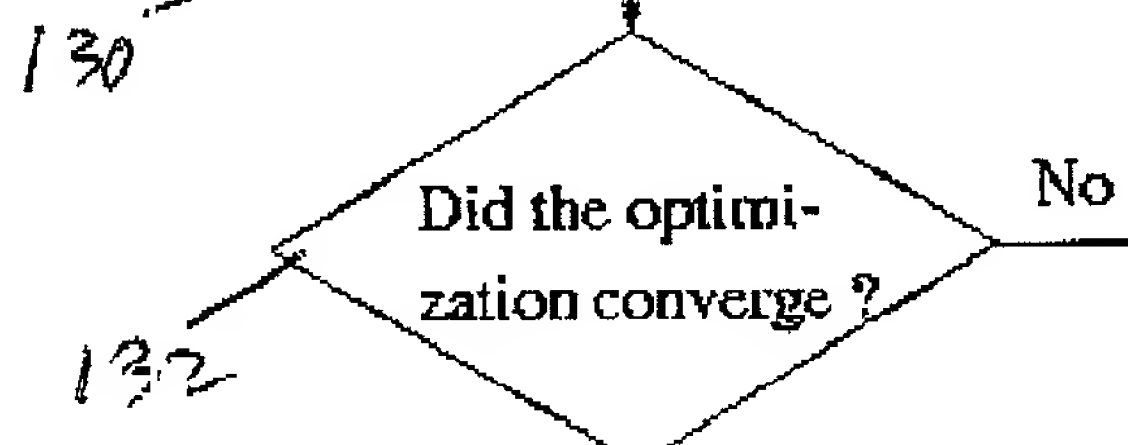 130
No
Did the optimi-
zation converge ?
132